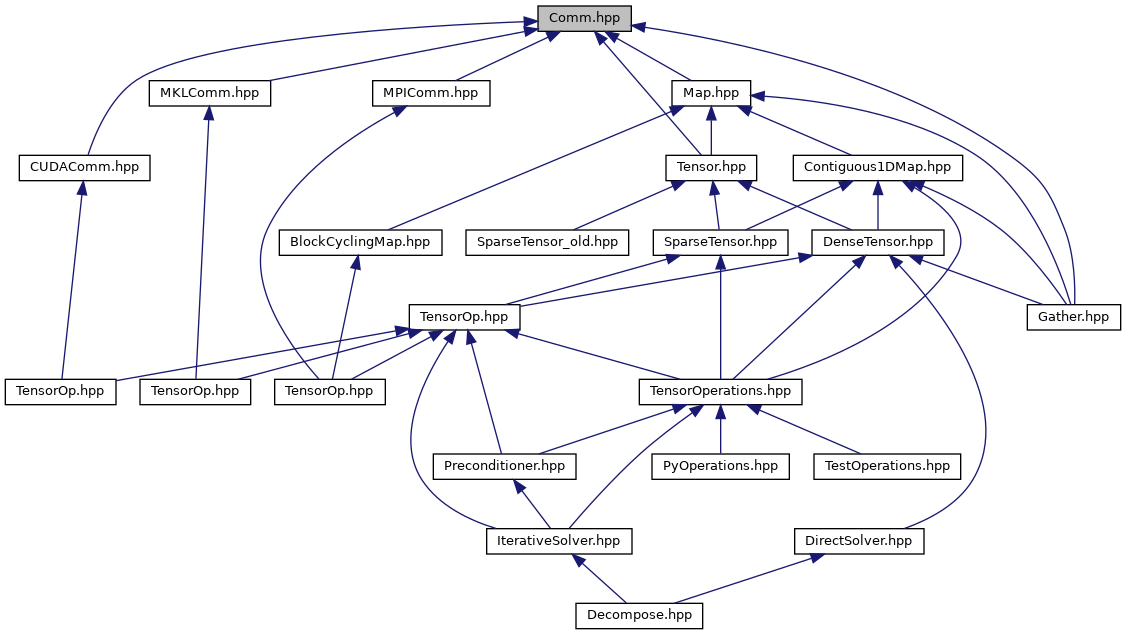 Comm.hpp
MKLComm.hpp
MPIComm.hpp
Map.hpp
CUDAComm.hpp
Tensor.hpp
Contiguous1DMap.hpp
BlockCyclingMap.hpp
SparseTensor_old.hpp
SparseTensor.hpp
DenseTensor.hpp
TensorOp.hpp
Gather.hpp
TensorOp.hpp
TensorOp.hpp
TensorOp.hpp
TensorOperations.hpp
Preconditioner.hpp
PyOperations.hpp
TestOperations.hpp
IterativeSolver.hpp
DirectSolver.hpp
Decompose.hpp